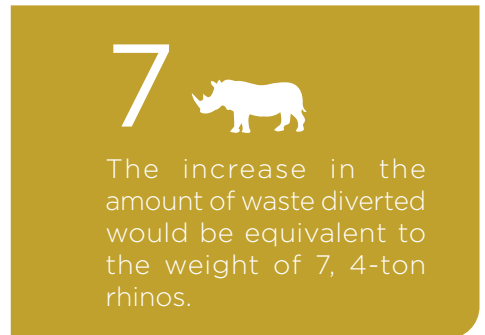 7
The increase in the
amount of waste diverted
would be equivalent to
the weight of 7, 4-ton
rhinos.